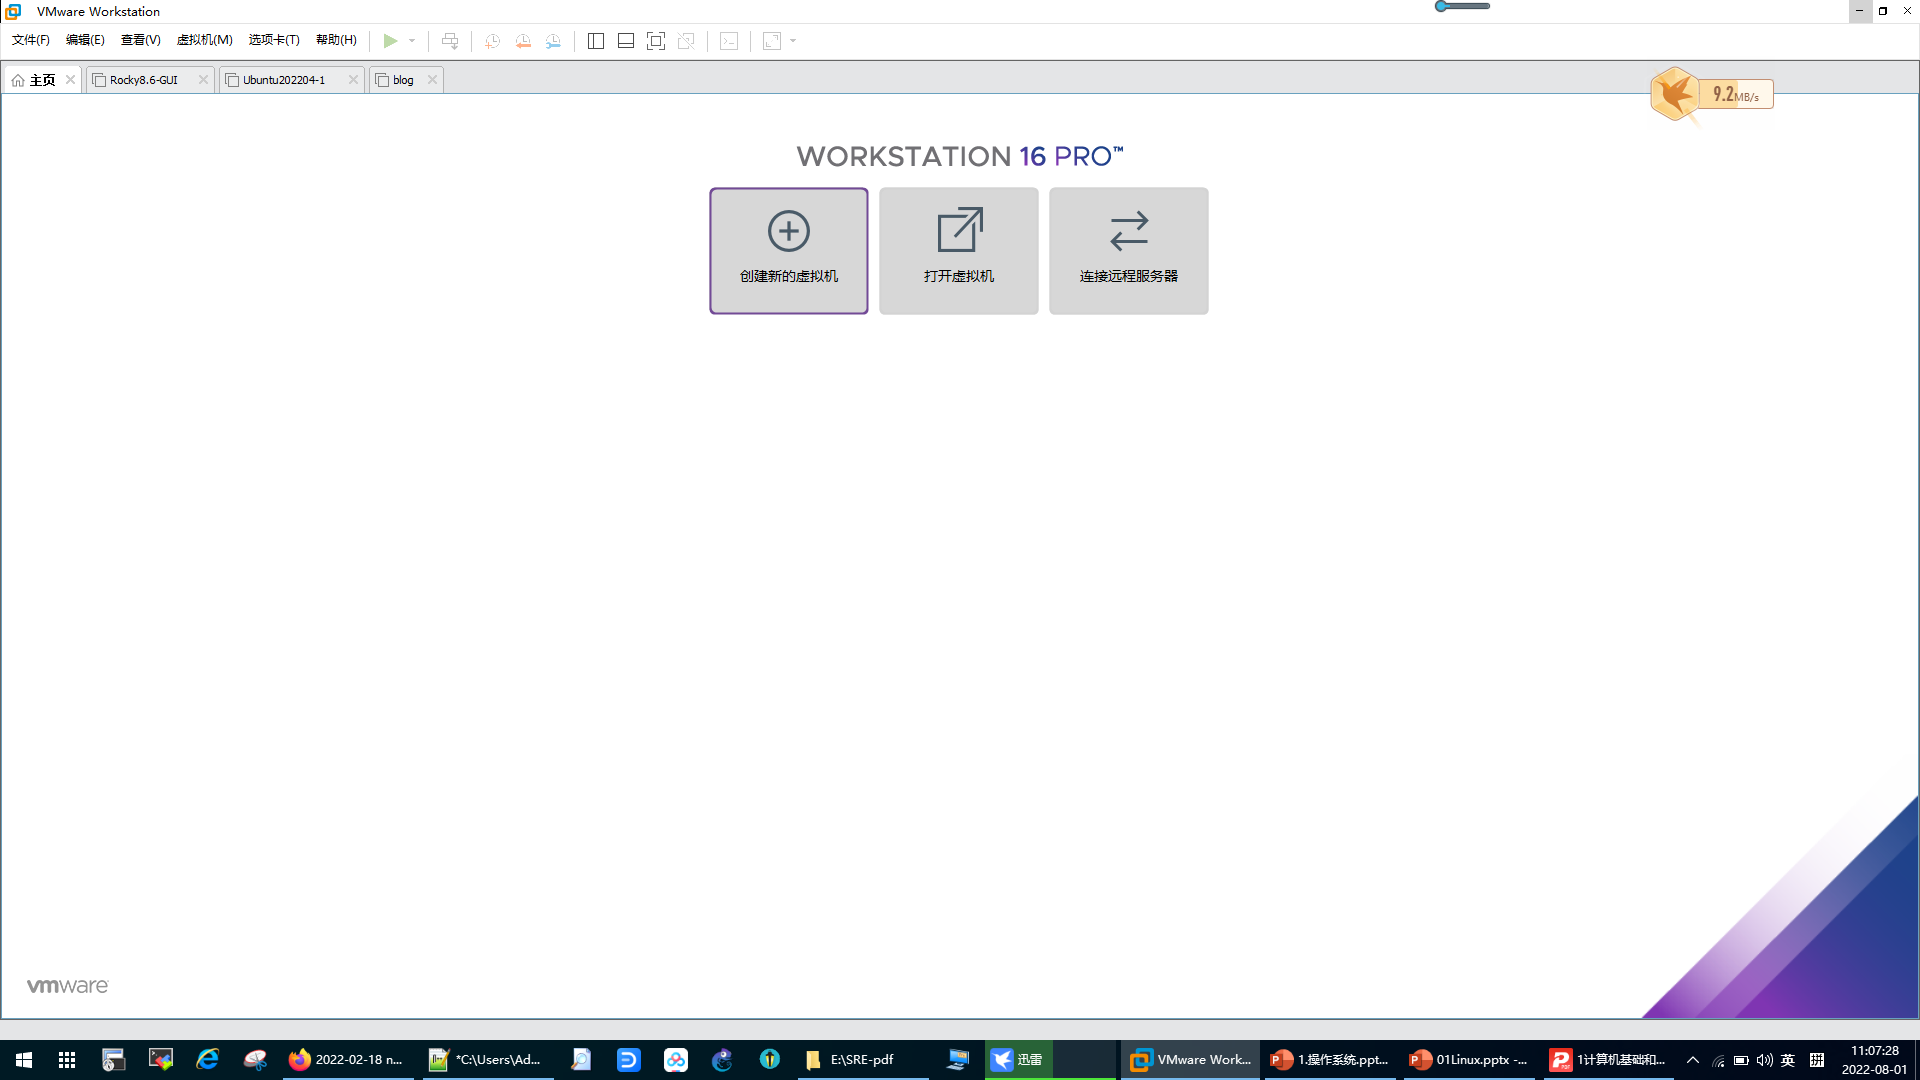 VMware Workstation
文件(F) 编辑(E) 查看(V) 虚拟机(M) 选项卡(T) 帮助(H)
主页 Rocky8.6-GUI Ubuntu202204-1 blog
9.2MB/s
WORKSTATION 16 PRO™
创建新的虚拟机 打开虚拟机 连接远程服务器
vmware
2022-02-18 n... *C:\Users\Ad... E:\SRE-pdf 迅雷 VMware Work... 1.操作系统.ppt... 01Linux.pptx -... 1计算机基础和... 英 拼 11:07:28
2022-08-01